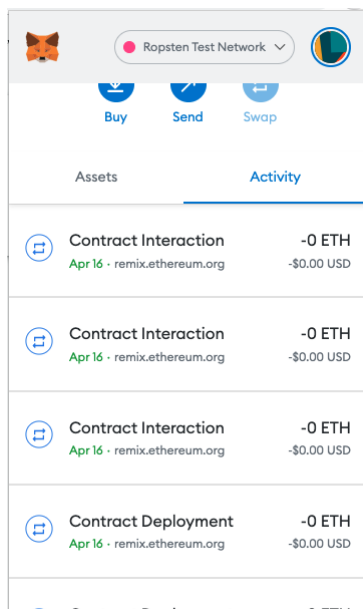 Ropsten Test Network
Buy Send Swap
Assets Activity
Contract Interaction -0 ETH
Apr 16 · remix.ethereum.org -$0.00 USD
Contract Interaction -0 ETH
Apr 16 · remix.ethereum.org -$0.00 USD
Contract Interaction -0 ETH
Apr 16 · remix.ethereum.org -$0.00 USD
Contract Deployment -0 ETH
Apr 16 · remix.ethereum.org -$0.00 USD